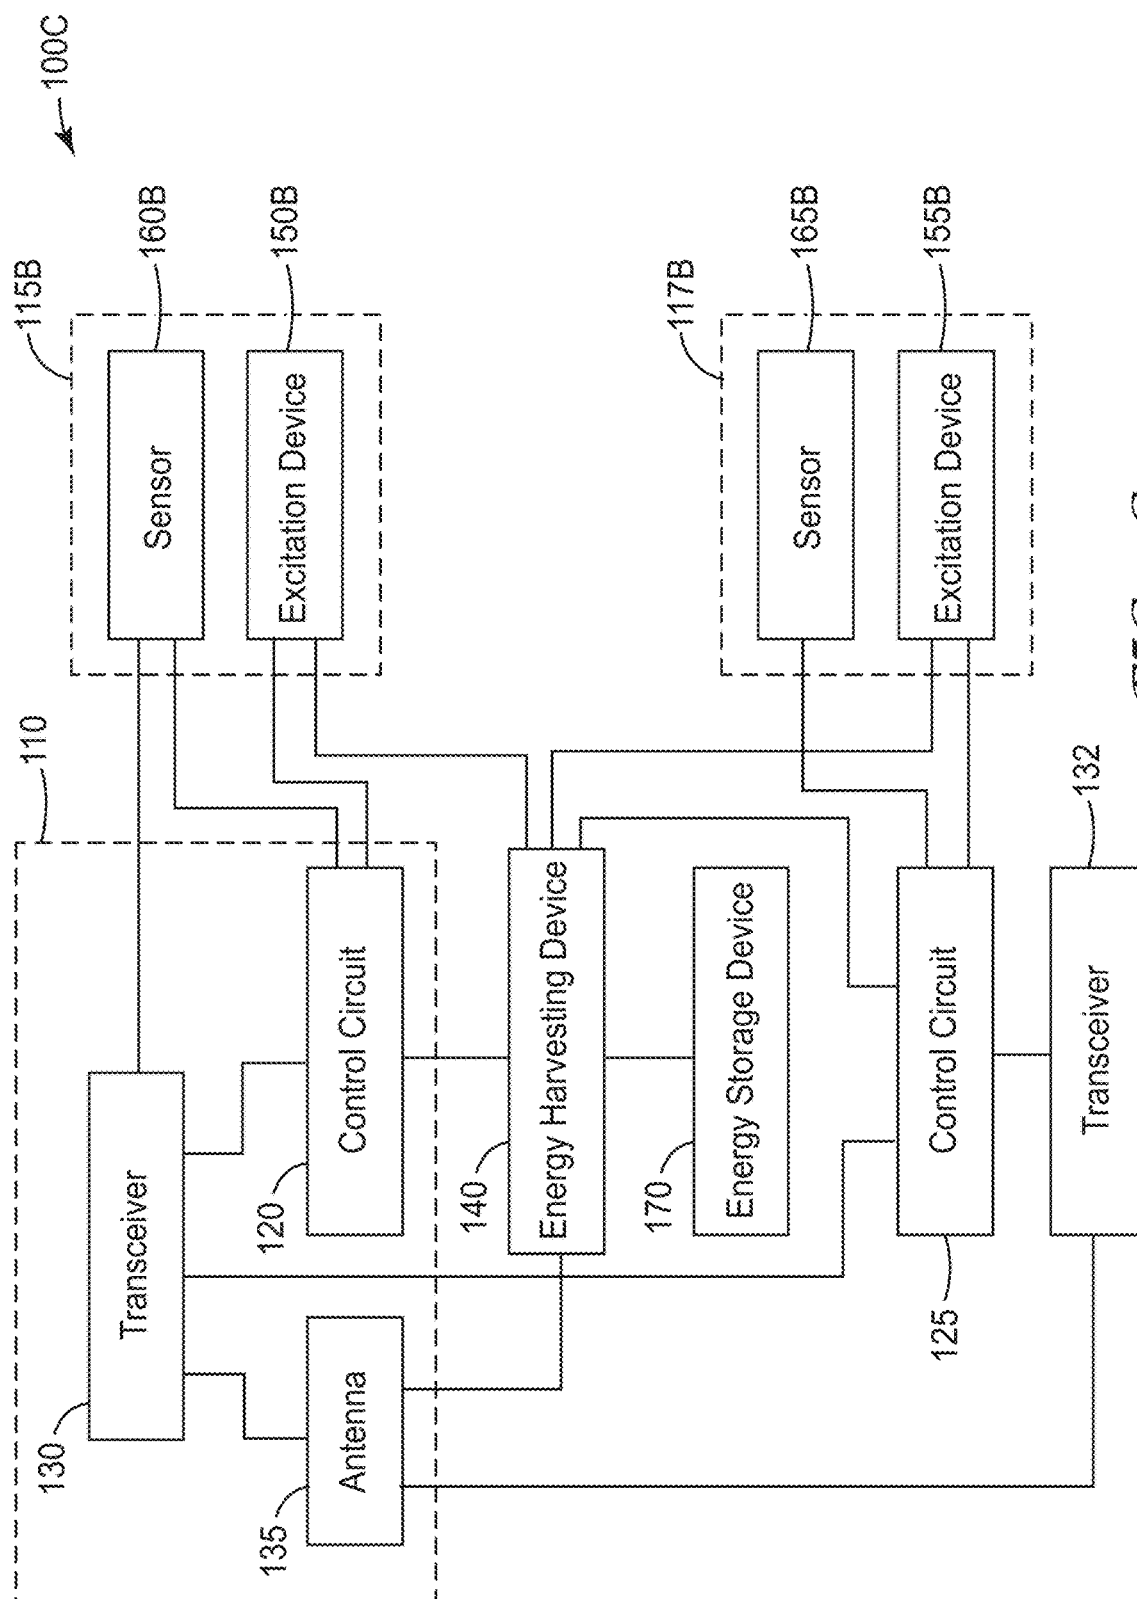 110
115B
100C
130
Transceiver
Sensor
160B
135
120
Excitation Device
150B
Antenna
Control Circuit
140
Energy Harvesting Device
170
117B
Energy Storage Device
Sensor
165B
125
Control Circuit
Excitation Device
155B
Transceiver
132